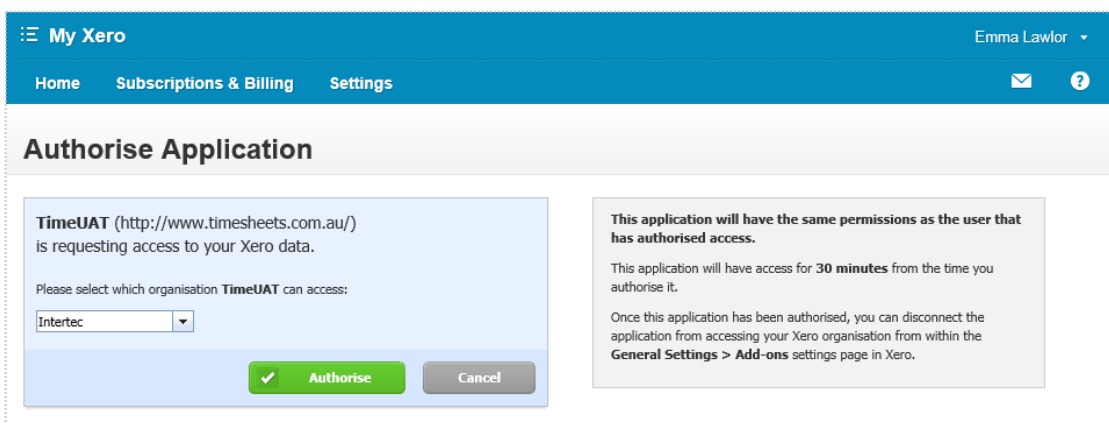 My Xero
Emma Lawlor
Home Subscriptions & Billing Settings
Authorise Application
TimeUAT (http://www.timesheets.com.au/)
is requesting access to your Xero data.
Please select which organisation TimeUAT can access:
Intertec
Authorise
Cancel
This application will have the same permissions as the user that
has authorised access.
This application will have access for 30 minutes from the time you
authorise it.
Once this application has been authorised, you can disconnect the
application from accessing your Xero organisation from within the
General Settings > Add-ons settings page in Xero.